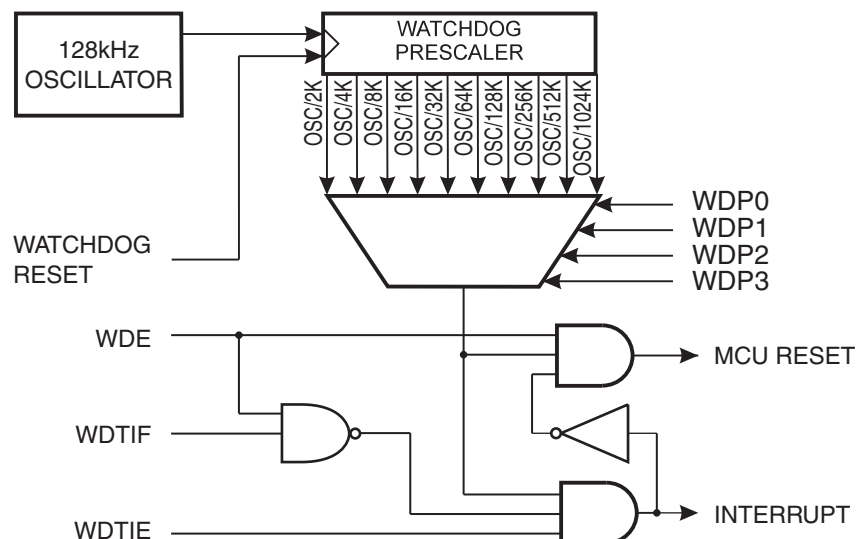 128kHz
OSCILLATOR
WATCHDOG
PRESCALER
OSC/2K
OSC/4K
OSC/8K
OSC/16K
OSC/32K
OSC/64K
OSC/128K
OSC/256K
OSC/512K
OSC/1024K
WDP0
WDP1
WDP2
WDP3
WATCHDOG
RESET
WDE
MCU RESET
WDTIF
INTERRUPT
WDTIE